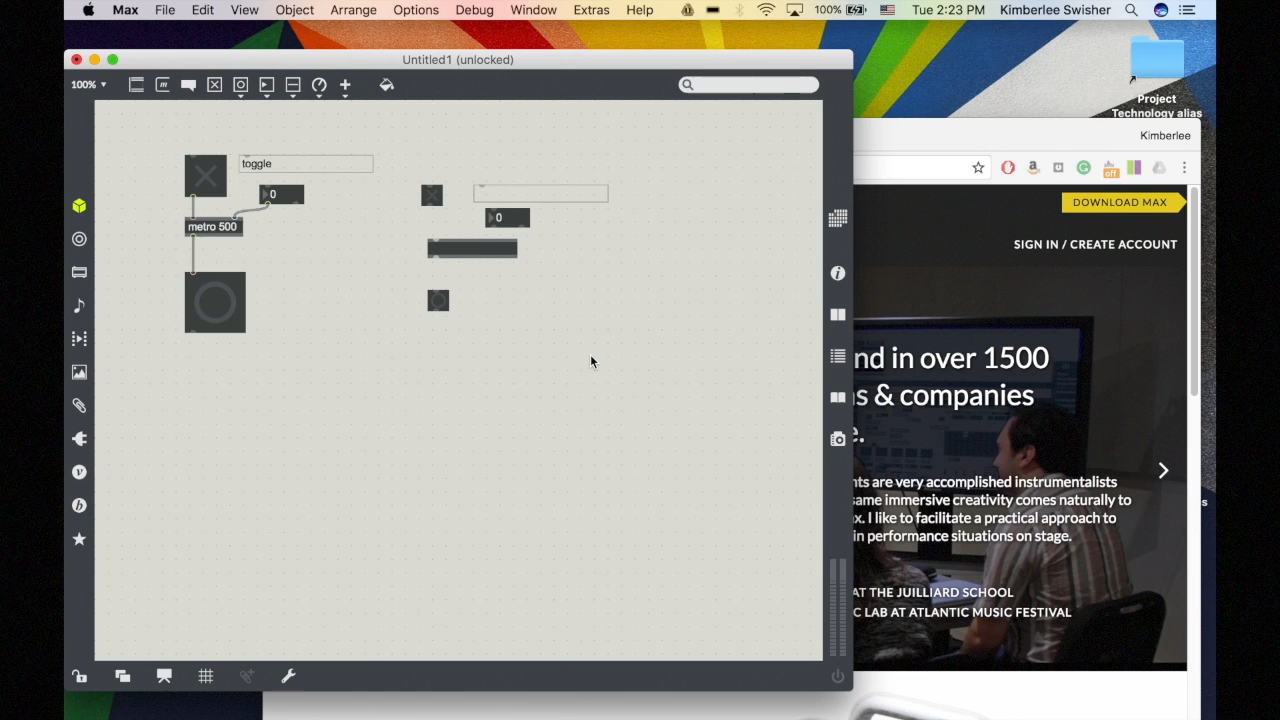 Max File Edit View Object Arrange Options Debug Window Extras Help 100% Tue 2:23 PM Kimberlee Swisher
Untitled1 (unlocked)
100%
Project
Technology alias
Kimberlee
toggle
0
metro 500
0
off
DOWNLOAD MAX
SIGN IN / CREATE ACCOUNT
nd in over 1500
s & companies
e.
nts are very accomplished instrumentalists
same immersive creativity comes naturally to
x. I like to facilitate a practical approach to
in performance situations on stage.
AT THE JUILLIARD SCHOOL
C LAB AT ATLANTIC MUSIC FESTIVAL